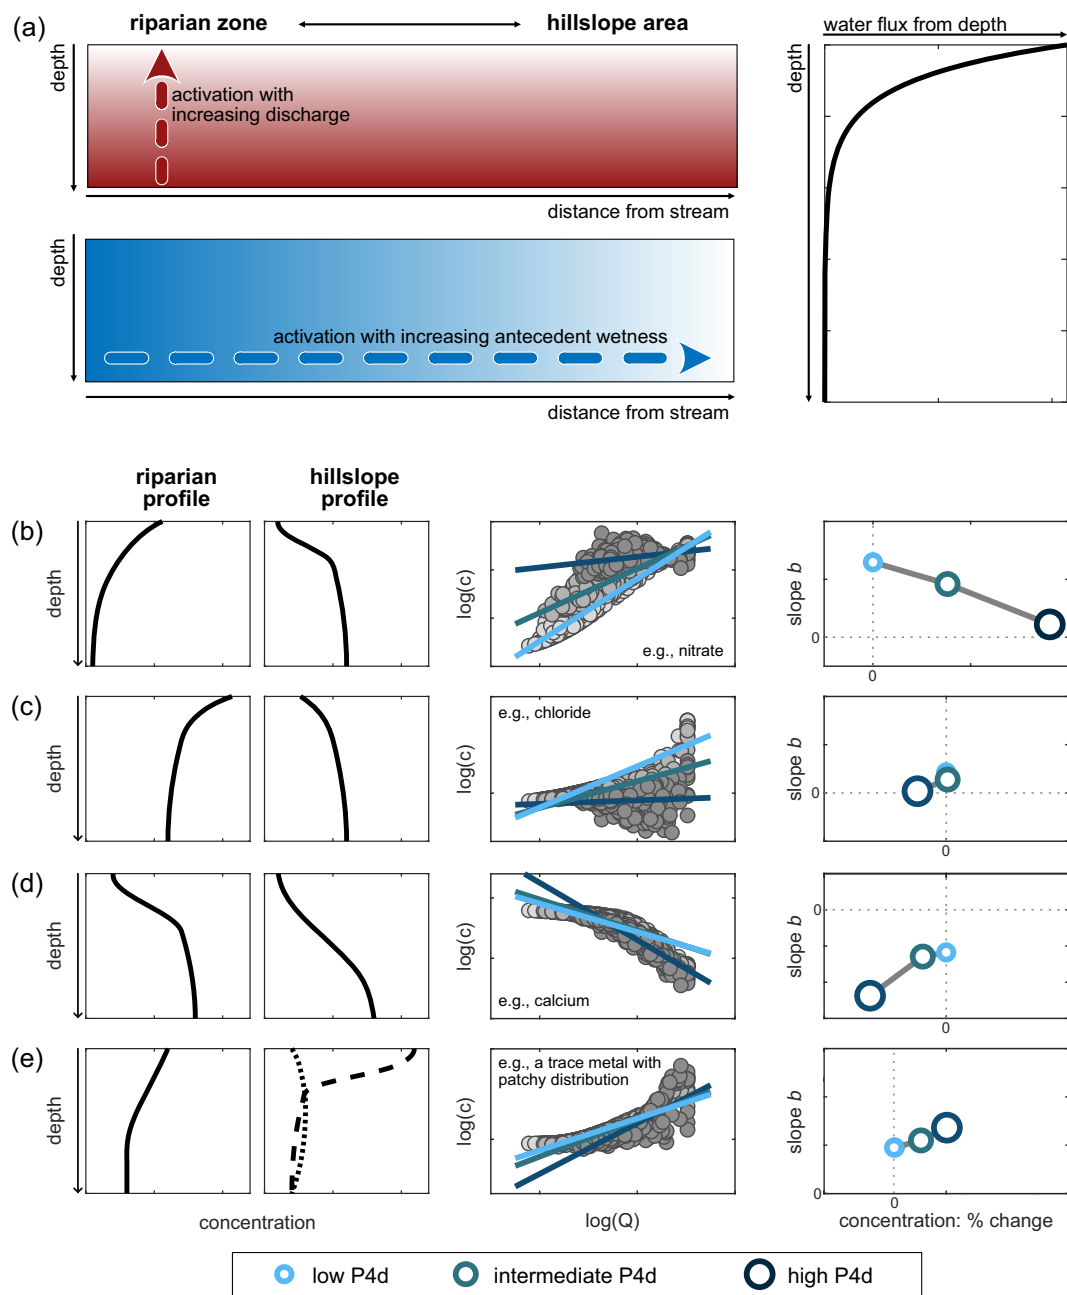 (a)
riparian zone
hillslope area
depth
activation with
increasing discharge
distance from stream
depth
activation with increasing antecedent wetness
distance from stream
water flux from depth
depth
riparian
profile
hillslope
profile
(b)
depth
log(c)
e.g., nitrate
slope b
0
0
(c)
depth
log(c)
e.g., chloride
slope b
0
0
(d)
depth
log(c)
e.g., calcium
slope b
0
0
(e)
depth
log(c)
e.g., a trace metal with
patchy distribution
slope b
0
0
concentration
log(Q)
concentration: % change
low P4d
intermediate P4d
high P4d